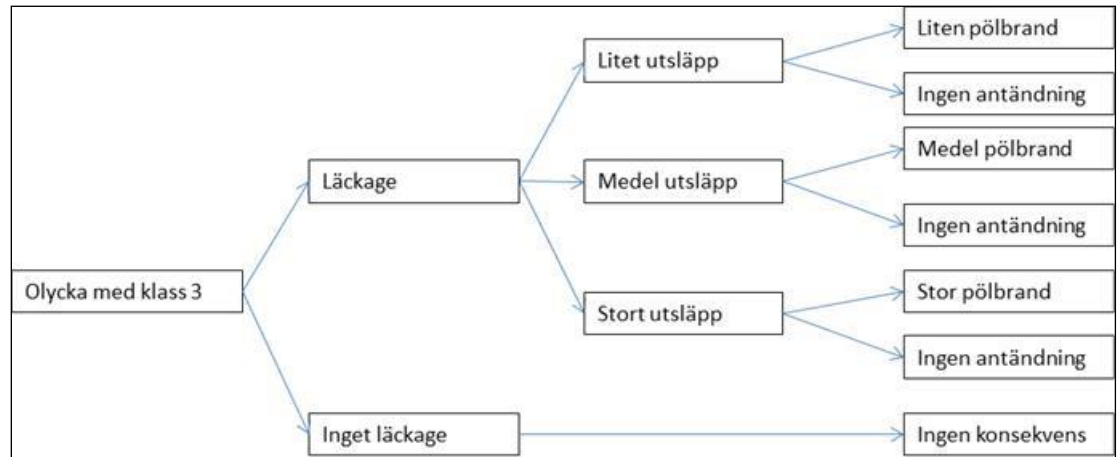 Liten pölbrand
Litet utsläpp
Ingen antändning
Medel pölbrand
Läckage
Medel utsläpp
Ingen antändning
Olycka med klass 3
Stor pölbrand
Stort utsläpp
Ingen antändning
Inget läckage
Ingen konsekvens